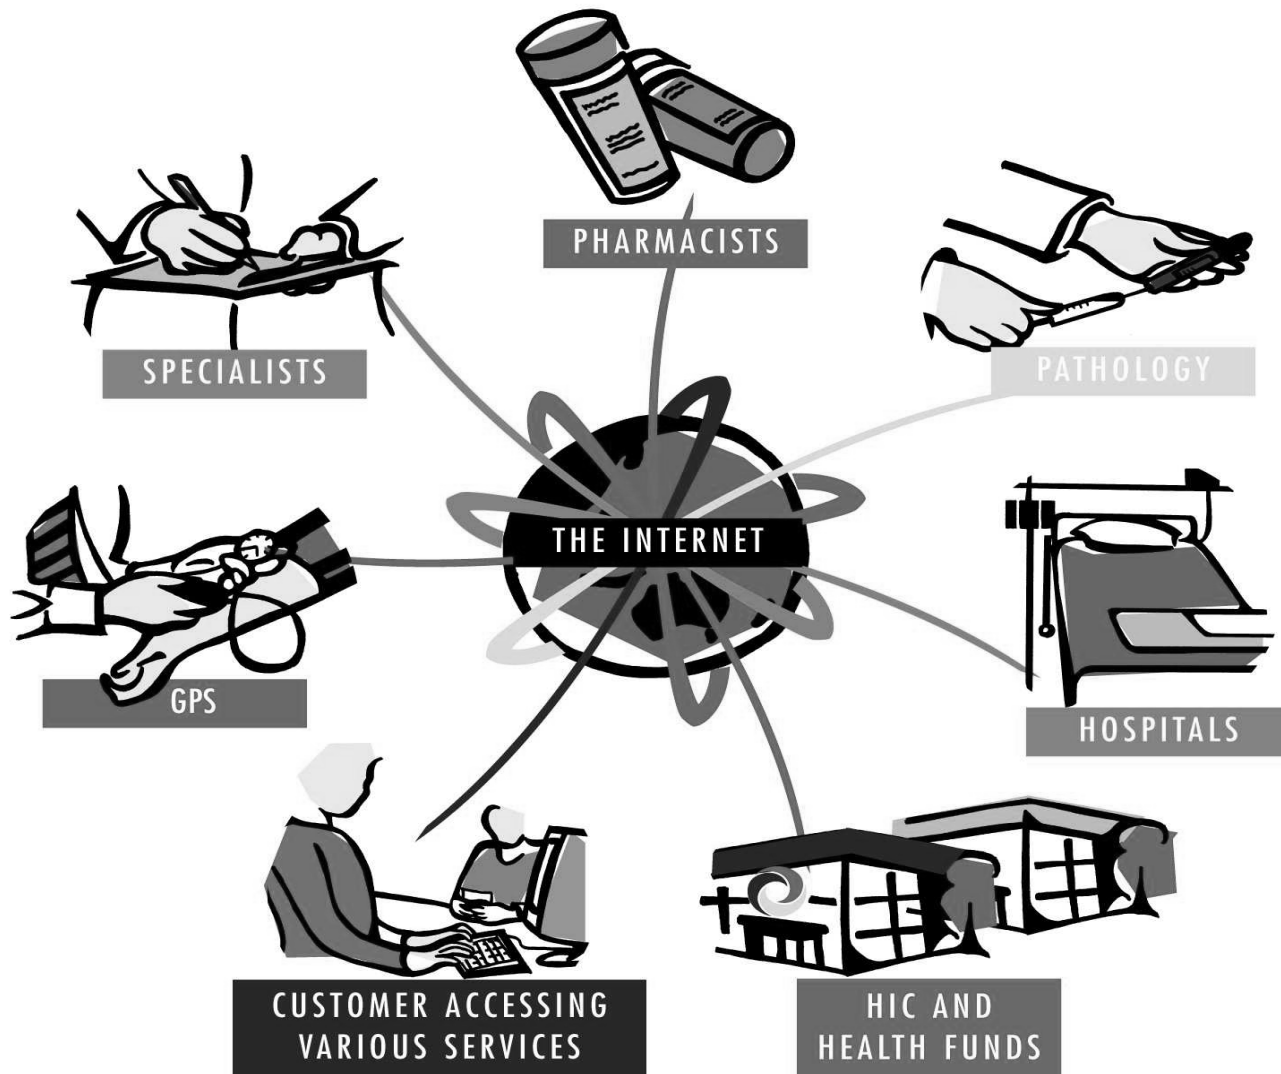 PHARMACISTS
SPECIALISTS
PATHOLOGY
THE INTERNET
GPS
HOSPITALS
CUSTOMER ACCESSING
VARIOUS SERVICES
HIC AND
HEALTH FUNDS